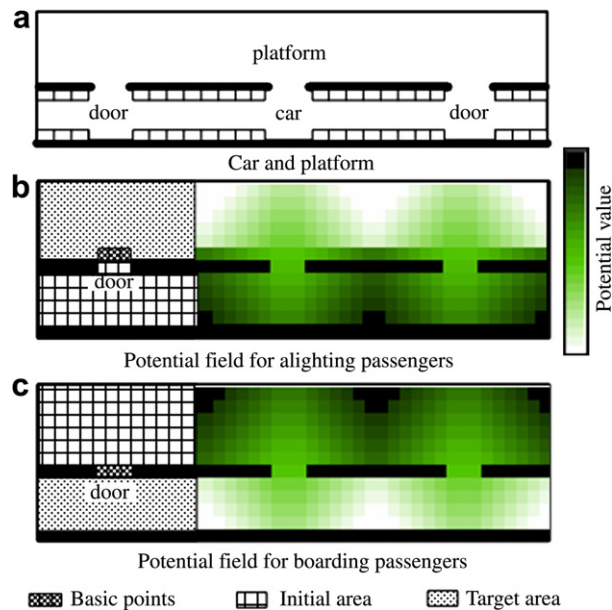 a
platform
door car door
Car and platform
b
door
Potential field for alighting passengers
Potential value
c
door
Potential field for boarding passengers
Basic points Initial area Target area